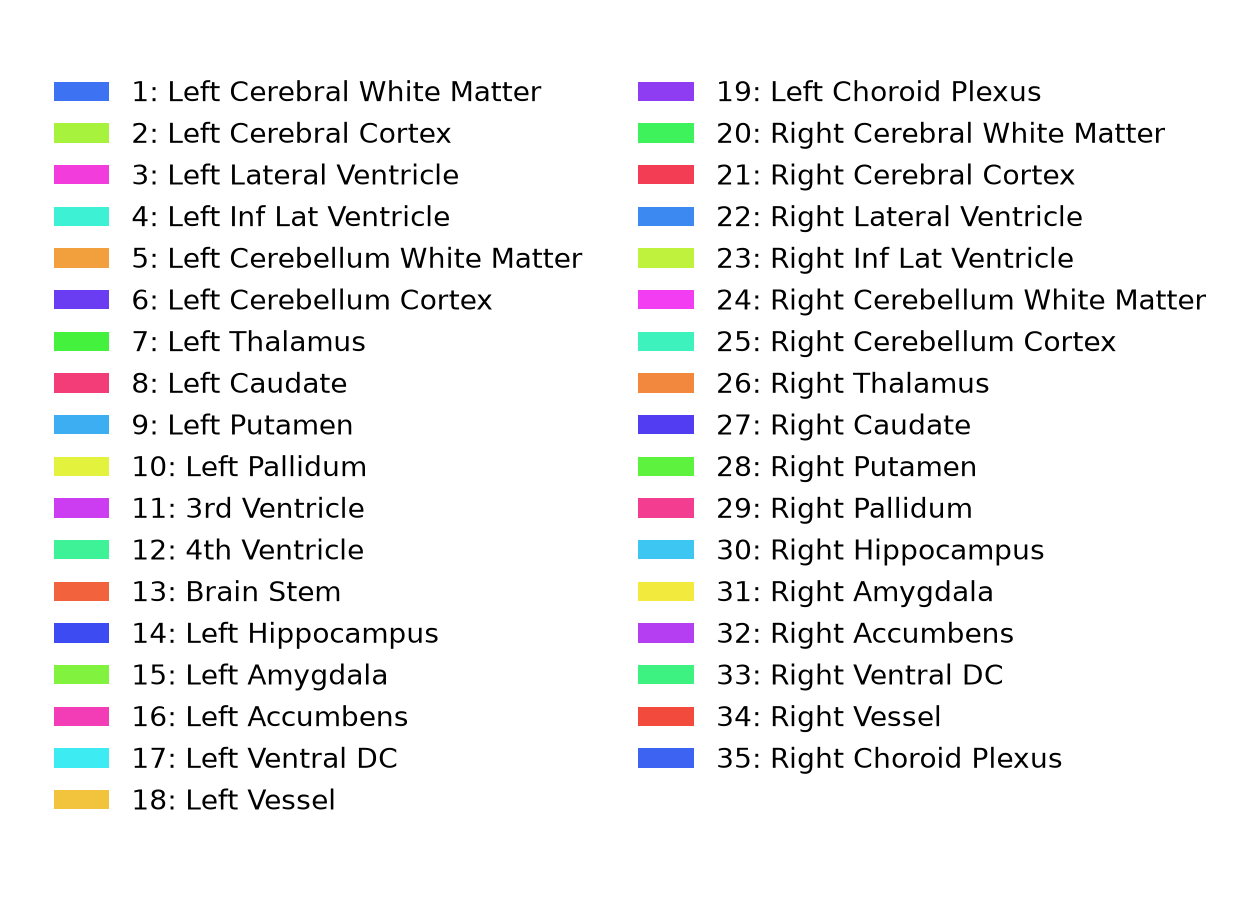 1: Left Cerebral White Matter
2: Left Cerebral Cortex
3: Left Lateral Ventricle
4: Left Inf Lat Ventricle
5: Left Cerebellum White Matter
6: Left Cerebellum Cortex
7: Left Thalamus
8: Left Caudate
9: Left Putamen
10: Left Pallidum
11: 3rd Ventricle
12: 4th Ventricle
13: Brain Stem
14: Left Hippocampus
15: Left Amygdala
16: Left Accumbens
17: Left Ventral DC
18: Left Vessel
19: Left Choroid Plexus
20: Right Cerebral White Matter
21: Right Cerebral Cortex
22: Right Lateral Ventricle
23: Right Inf Lat Ventricle
24: Right Cerebellum White Matter
25: Right Cerebellum Cortex
26: Right Thalamus
27: Right Caudate
28: Right Putamen
29: Right Pallidum
30: Right Hippocampus
31: Right Amygdala
32: Right Accumbens
33: Right Ventral DC
34: Right Vessel
35: Right Choroid Plexus